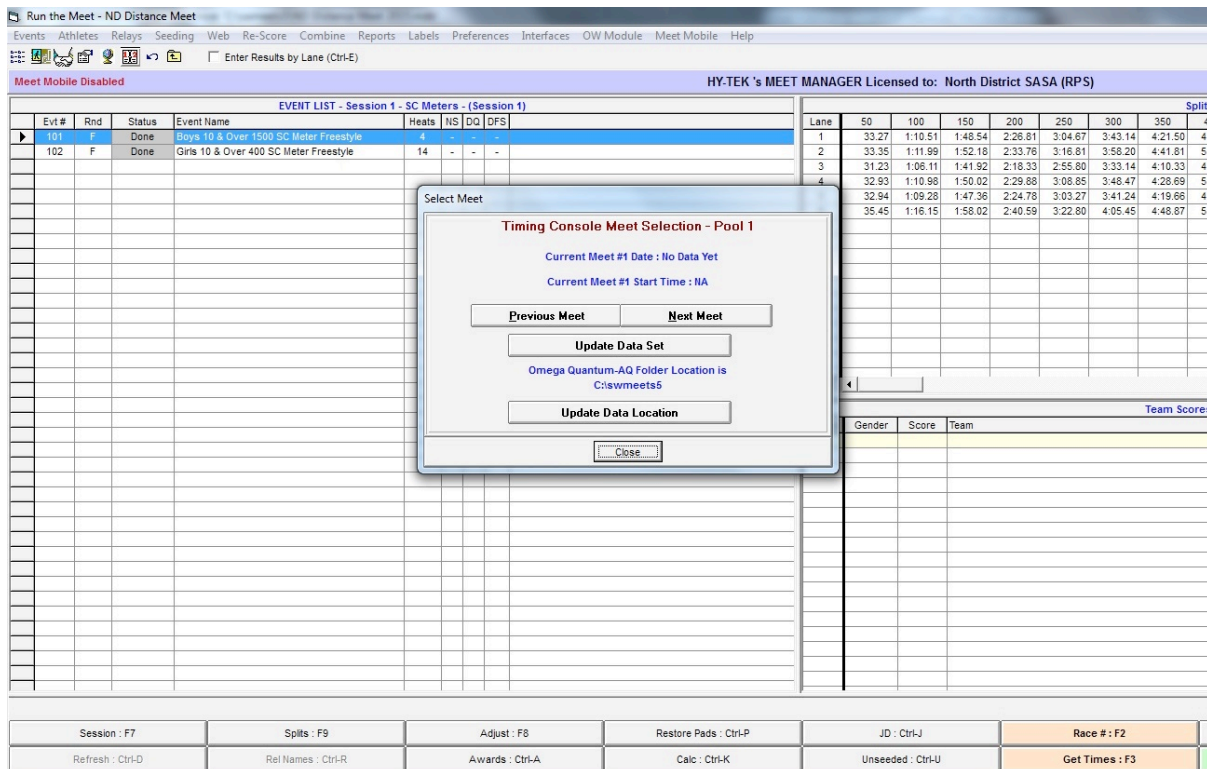 Run the Meet - ND Distance Meet
Events Athletes Relays Seeding Web Re-Score Combine Reports Labels Preferences Interfaces OW Module Meet Mobile Help
Enter Results by Lane (Ctrl-E)
Meet Mobile Disabled HY-TEK 's MEET MANAGER Licensed to: North District SASA (RPS)
EVENT LIST - Session 1 - SC Meters - (Session 1)
Evt # Rnd Status Event Name Heats NS DQ DFS
101 F Done Boys 10 & Over 1500 SC Meter Freestyle 4 - - -
102 F Done Girls 10 & Over 400 SC Meter Freestyle 14 - - -
Split
Lane 50 100 150 200 250 300 350 4
1 33.27 1:10.51 1:48.54 2:26.81 3:04.67 3:43.14 4:21.50 4
2 33.35 1:11.99 1:52.18 2:33.76 3:16.81 3:58.20 4:41.81 5
3 31.23 1:06.11 1:41.92 2:18.33 2:55.80 3:33.14 4:10.33 4
4 32.93 1:10.98 1:50.02 2:29.88 3:08.85 3:48.47 4:28.69 5
32.94 1:09.28 1:47.36 2:24.78 3:03.27 3:41.24 4:19.66 4
35.45 1:16.15 1:58.02 2:40.59 3:22.80 4:05.45 4:48.87 5
Select Meet
Timing Console Meet Selection - Pool 1
Current Meet #1 Date : No Data Yet
Current Meet #1 Start Time : NA
Previous Meet Next Meet
Update Data Set
Omega Quantum-AQ Folder Location is
C:\swmeets5
Update Data Location
Close
Team Scores
Gender Score Team
Session : F7 Splits : F9 Adjust : F8 Restore Pads : Ctrl-P JD : Ctrl-J Race # : F2
Refresh : Ctrl-D Rel Names : Ctrl-R Awards : Ctrl-A Calc : Ctrl-K Unseeded : Ctrl-U Get Times : F3